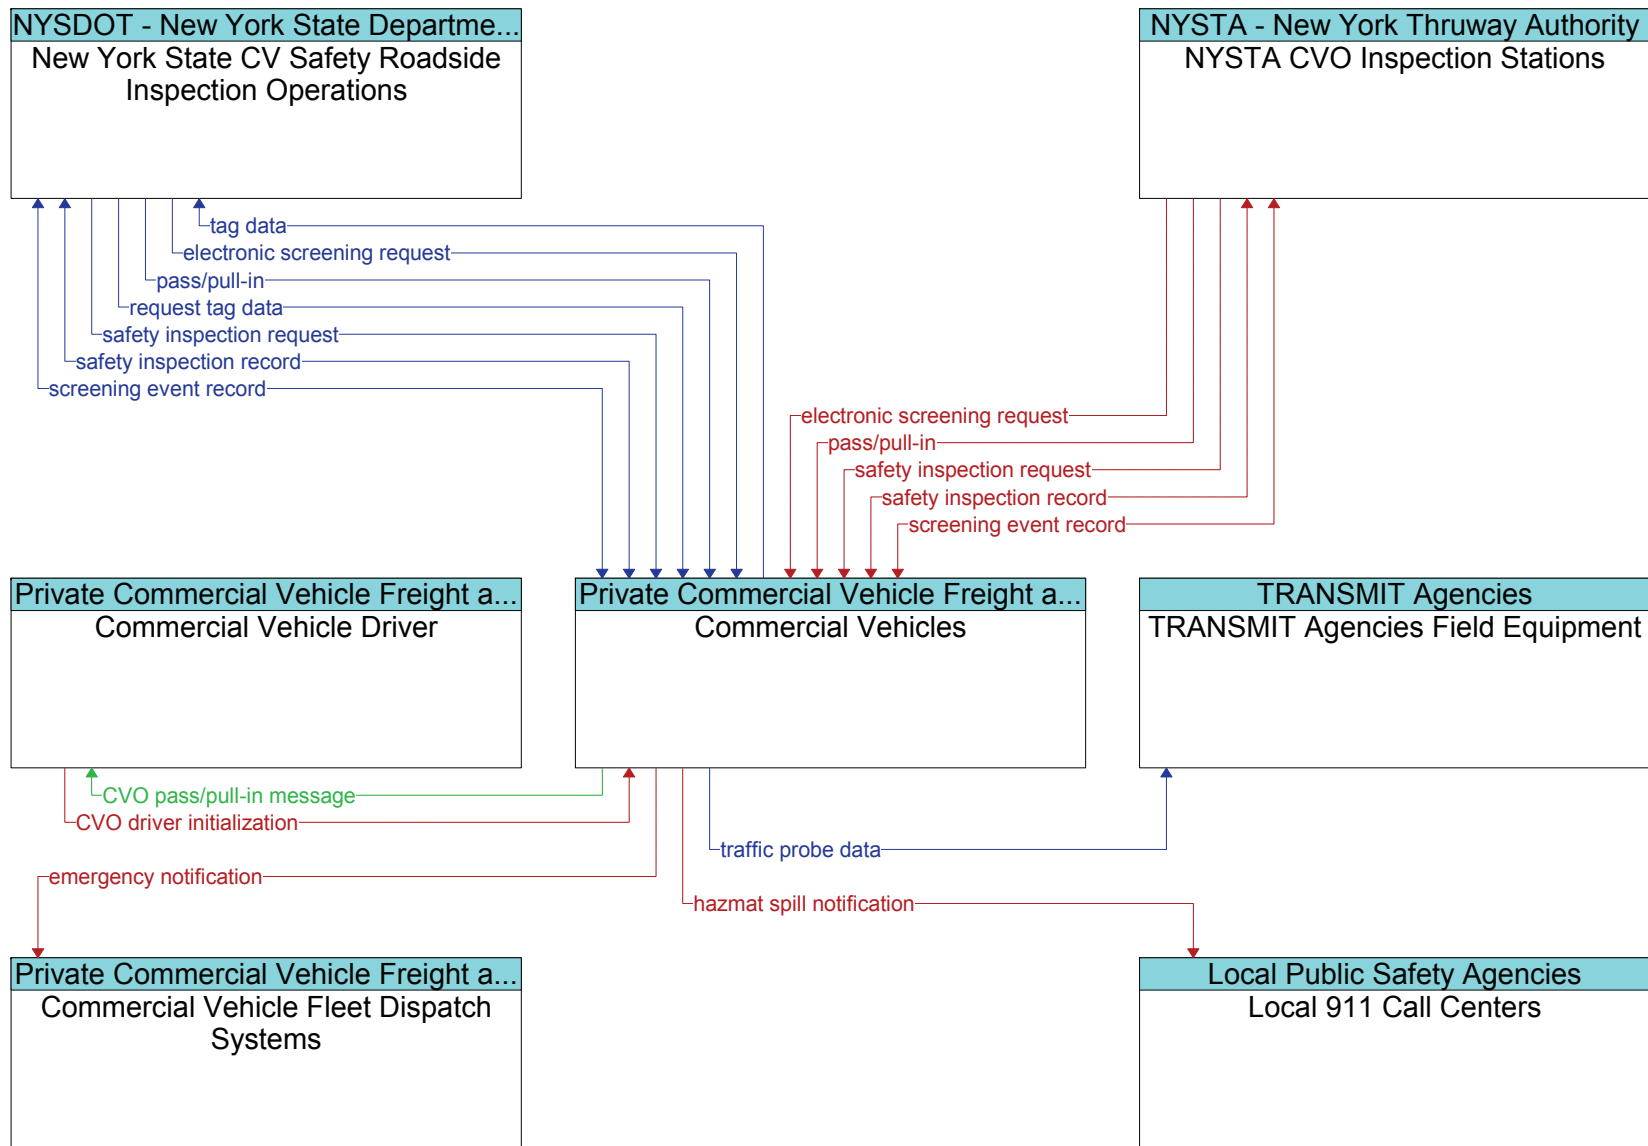 NYSDOT - New York State Departme...
New York State CV Safety Roadside
Inspection Operations
NYSTA - New York Thruway Authority
NYSTA CVO Inspection Stations
tag data
electronic screening request
pass/pull-in
request tag data
safety inspection request
safety inspection record
screening event record
electronic screening request
pass/pull-in
safety inspection request
safety inspection record
screening event record
Private Commercial Vehicle Freight a...
Commercial Vehicle Driver
Private Commercial Vehicle Freight a...
Commercial Vehicles
TRANSMIT Agencies
TRANSMIT Agencies Field Equipment
CVO pass/pull-in message
CVO driver initialization
traffic probe data
emergency notification
hazmat spill notification
Private Commercial Vehicle Freight a...
Commercial Vehicle Fleet Dispatch
Systems
Local Public Safety Agencies
Local 911 Call Centers